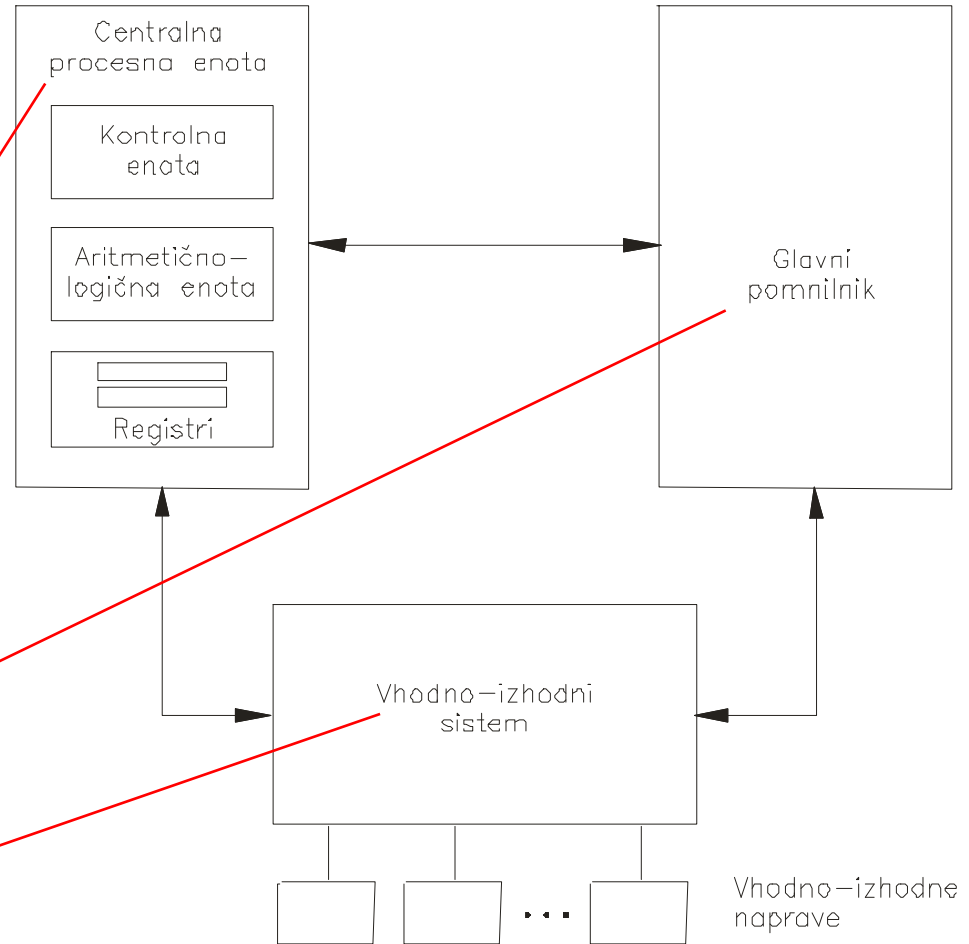 Centralna
procesna enota
Kontrolna
enota
Aritmetično-
logična enota
Registri
Glavni
pomnilnik
Vhodno-izhodni
sistem
Vhodno-izhodne
naprave